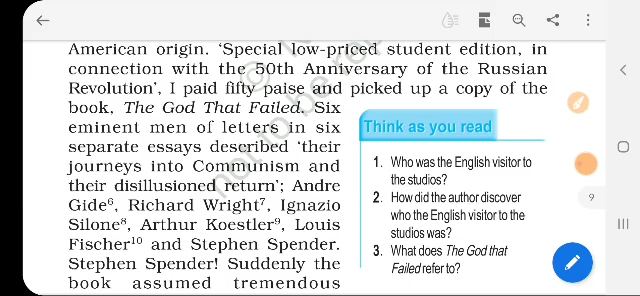 American origin. 'Special low-priced student edition, in
connection with the 50th Anniversary of the Russian
Revolution', I paid fifty paise and picked up a copy of the
book, The God That Failed. Six
eminent men of letters in six
separate essays described 'their
journeys into Communism and
their disillusioned return'; Andre
Gide⁶, Richard Wright⁷, Ignazio
Silone⁸, Arthur Koestler⁹, Louis
Fischer¹⁰ and Stephen Spender.
Stephen Spender! Suddenly the
book assumed tremendous
Think as you read
1. Who was the English visitor to
the studios?
2. How did the author discover
who the English visitor to the
studios was?
3. What does The God that
Failed refer to?
9
not to be re